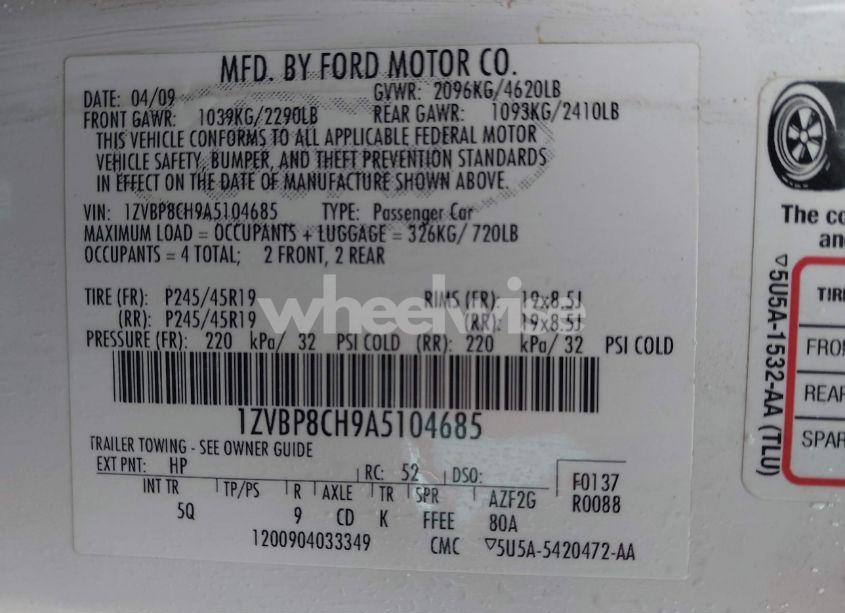 MFD. BY FORD MOTOR CO.
DATE: 04/09 GVWR: 2096KG/4620LB
FRONT GAWR: 1039KG/2290LB REAR GAWR: 1093KG/2410LB
THIS VEHICLE CONFORMS TO ALL APPLICABLE FEDERAL MOTOR
VEHICLE SAFETY, BUMPER, AND THEFT PREVENTION STANDARDS
IN EFFECT ON THE DATE OF MANUFACTURE SHOWN ABOVE.
VIN: 1ZVBP8CH9A5104685 TYPE: Passenger Car
MAXIMUM LOAD = OCCUPANTS + LUGGAGE = 326KG/ 720LB
OCCUPANTS = 4 TOTAL; 2 FRONT, 2 REAR
TIRE (FR): P245/45R19 RIMS (FR): 19x8.5J
(RR): P245/45R19 (RR): 19x8.5J
wheelwise
PRESSURE (FR): 220 kPa/ 32 PSI COLD (RR): 220 kPa/ 32 PSI COLD
1ZVBP8CH9A5104685
TRAILER TOWING - SEE OWNER GUIDE
EXT PNT: HP RC: 52 DSO: F0137
INT TR TP/PS R AXLE TR SPR AZF2G R0088
5Q 9 CD K FFEE 80A
1200904033349 CMC ▽5U5A-5420472-AA
▽5U5A-1532-AA (TLU)
The co
an
TIR
FRO
REAR
SPAR